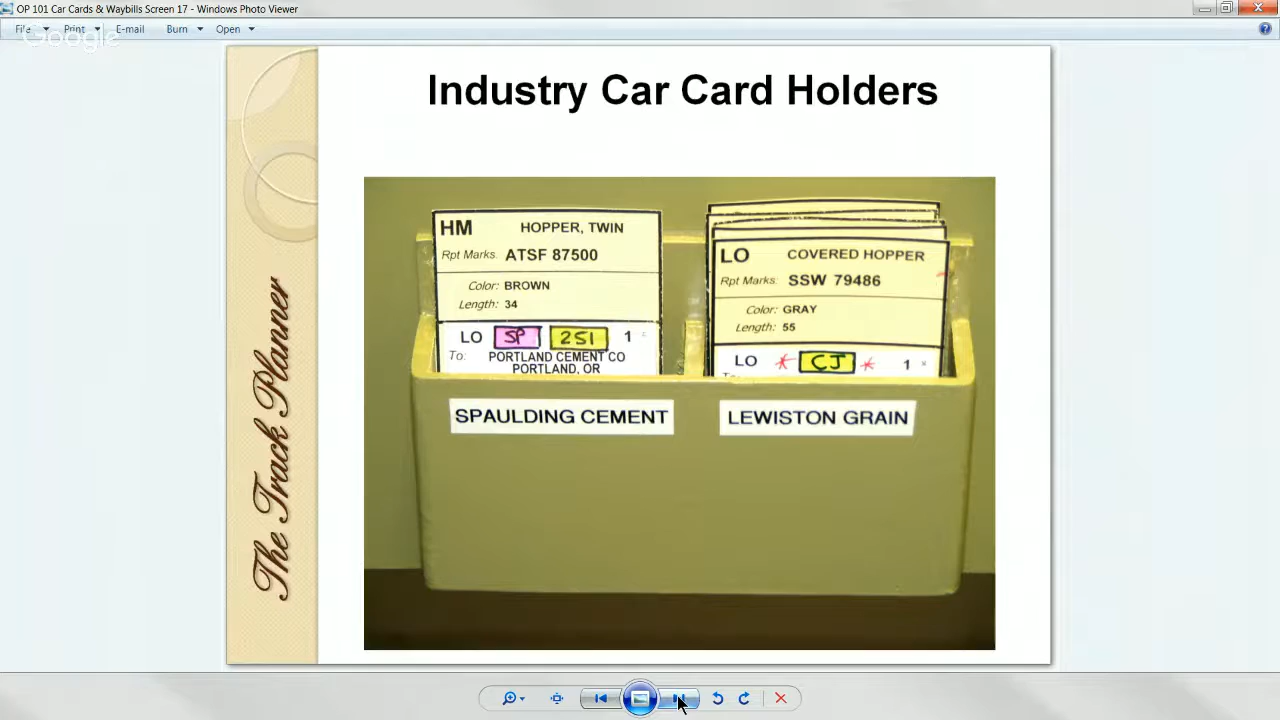 OP 101 Car Cards & Waybills Screen 17 - Windows Photo Viewer
File Print E-mail Burn Open
Google
Industry Car Card Holders
The Track Planner
HM HOPPER, TWIN
Rpt Marks: ATSF 87500
Color: BROWN
Length: 34
LO SP 251 1
To: PORTLAND CEMENT CO
PORTLAND, OR
SPAULDING CEMENT
LO COVERED HOPPER
Rpt Marks: SSW 79486
Color: GRAY
Length: 55
LO * CJ * 1
LEWISTON GRAIN